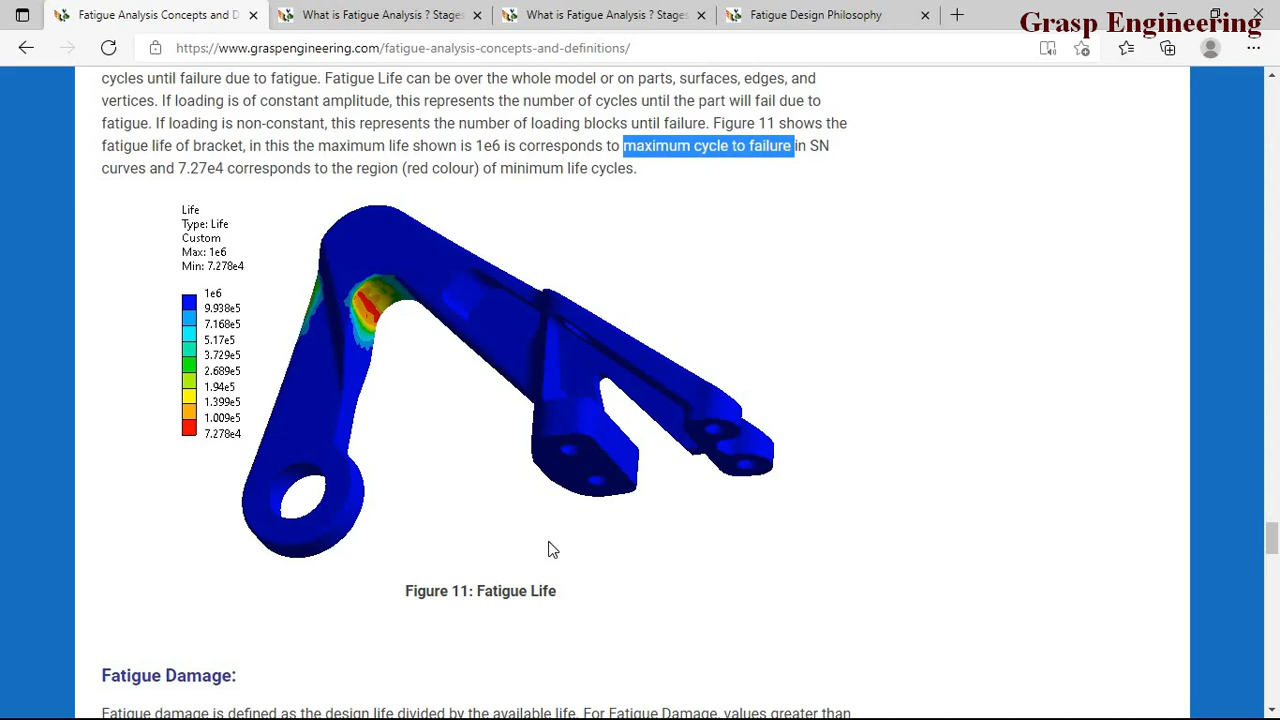 Fatigue Analysis Concepts and D
What is Fatigue Analysis ? Stages
What is Fatigue Analysis ? Stages
Fatigue Design Philosophy
Grasp Engineering
https://www.graspengineering.com/fatigue-analysis-concepts-and-definitions/
cycles until failure due to fatigue. Fatigue Life can be over the whole model or on parts, surfaces, edges, and
vertices. If loading is of constant amplitude, this represents the number of cycles until the part will fail due to
fatigue. If loading is non-constant, this represents the number of loading blocks until failure. Figure 11 shows the
fatigue life of bracket, in this the maximum life shown is 1e6 is corresponds to maximum cycle to failure in SN
curves and 7.27e4 corresponds to the region (red colour) of minimum life cycles.
Life
Type: Life
Custom
Max: 1e6
Min: 7.278e4
1e6
9.938e5
7.168e5
5.17e5
3.729e5
2.689e5
1.94e5
1.399e5
1.009e5
7.278e4
Figure 11: Fatigue Life
Fatigue Damage:
Fatigue damage is defined as the design life divided by the available life. For Fatigue Damage, values greater than